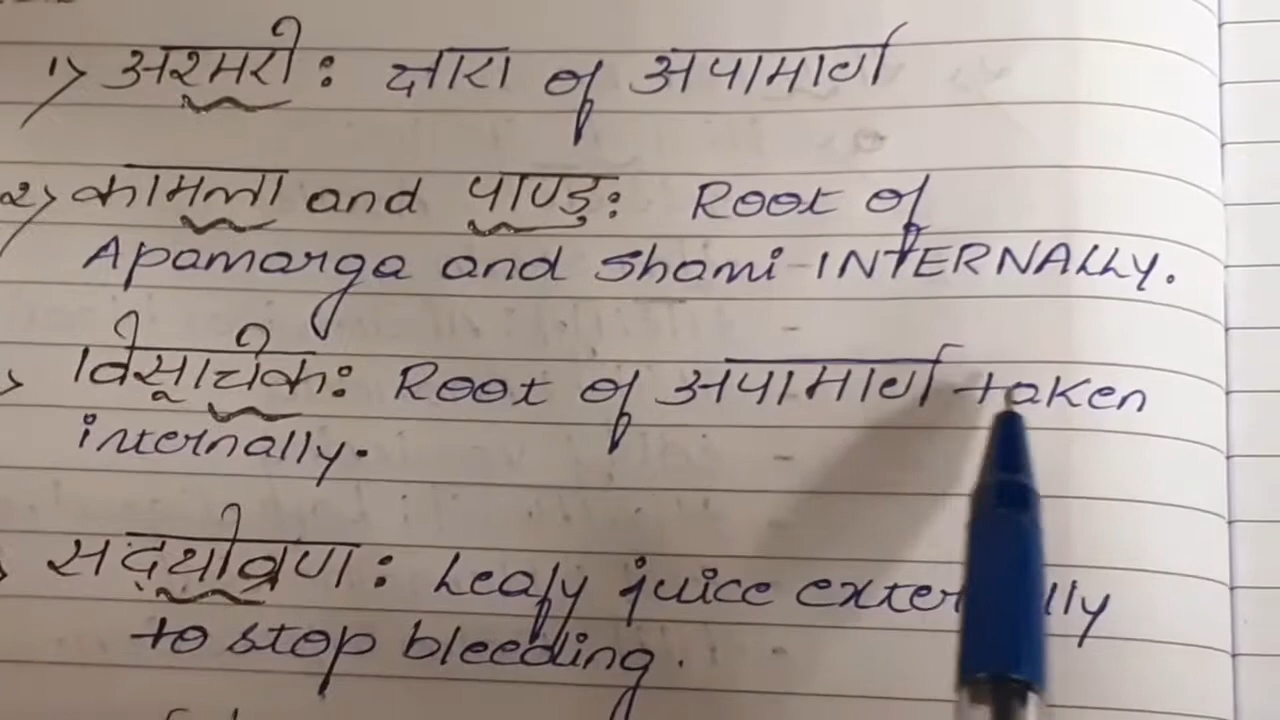 1) अश्मरी: क्षारा of अपामार्ग
2) कामला and पाण्डु: Root of
Apamarga and Shami INTERNALLY.
विसूचिक: Root of अपामार्ग taken
internally.
सद्योव्रण: Leafy juice
to stop bleeding.